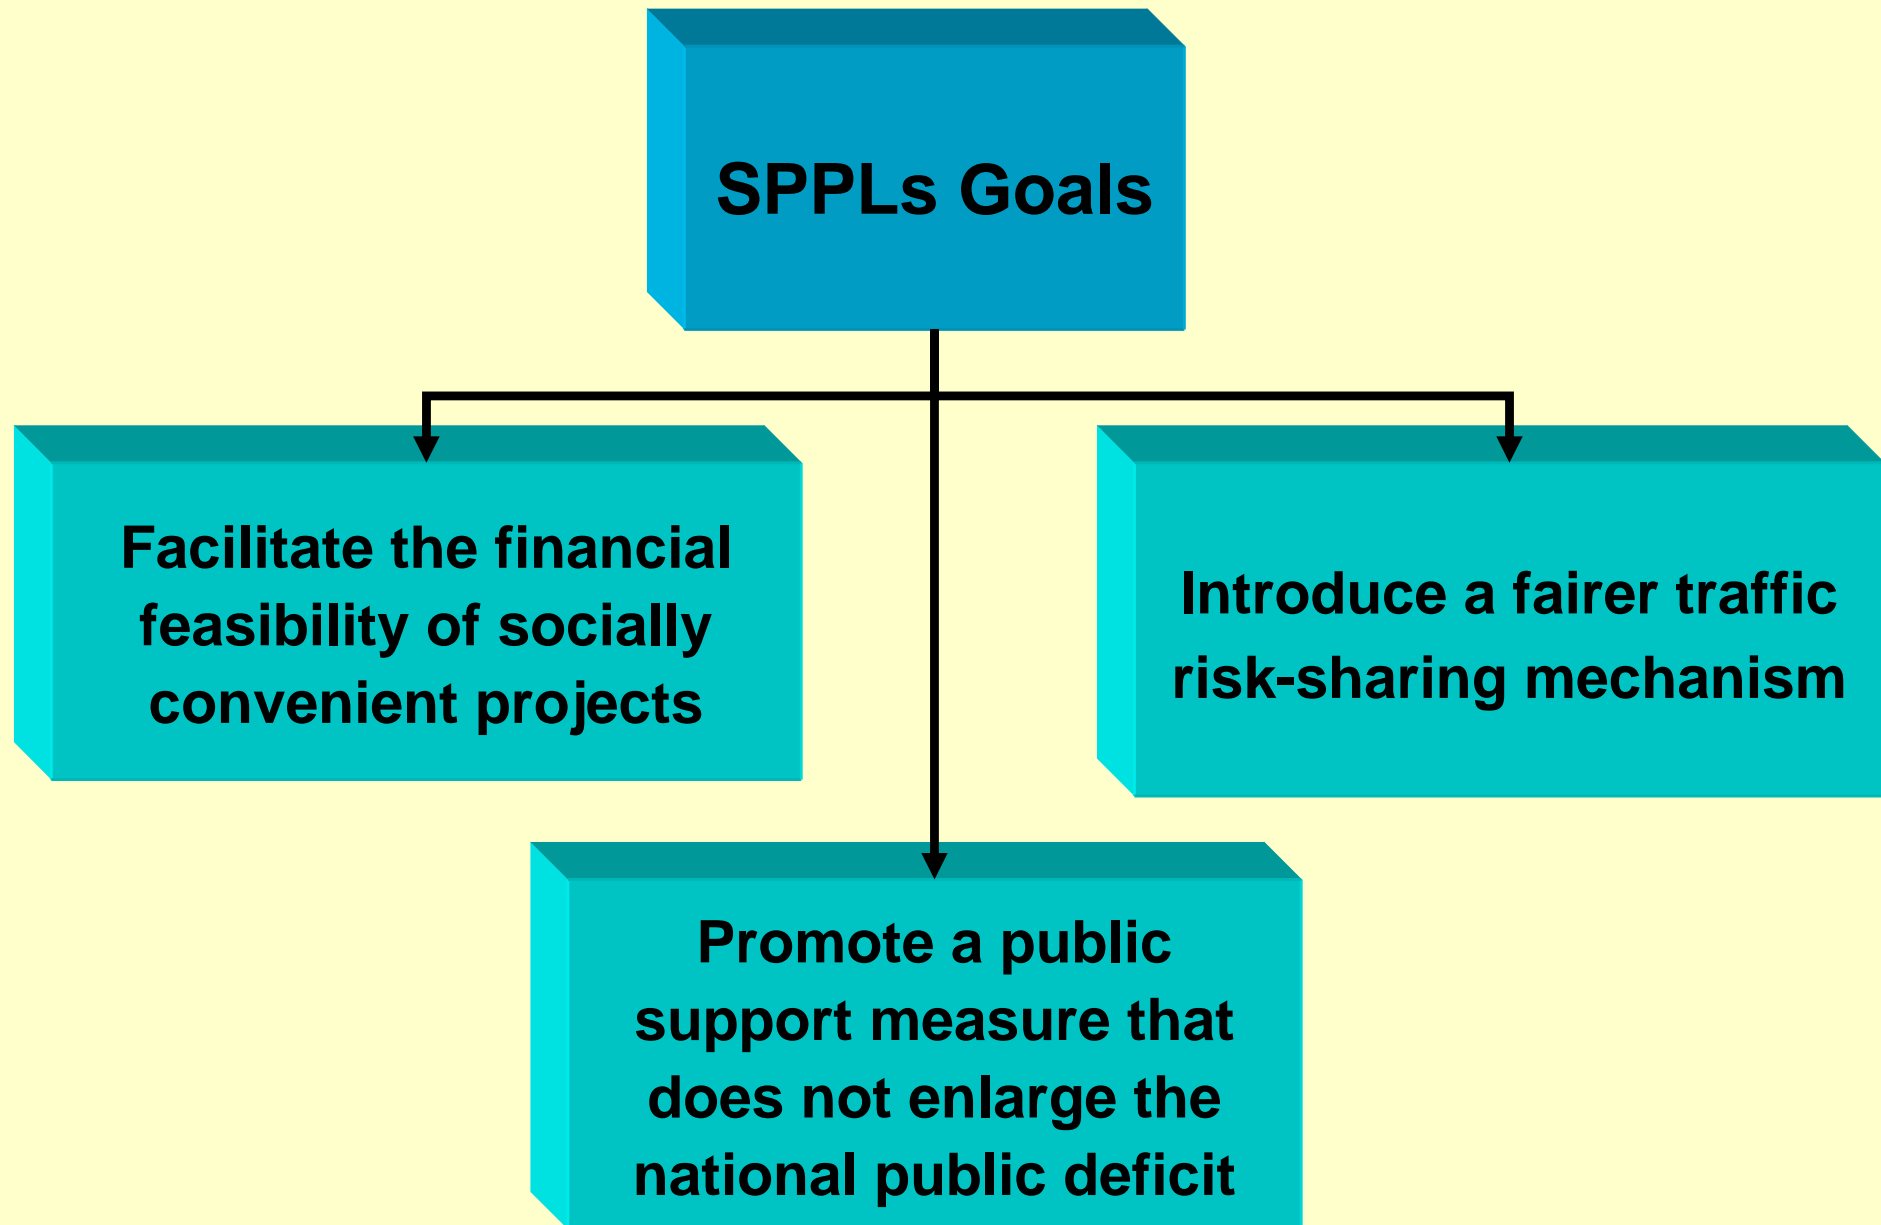 SPPLs Goals
Facilitate the financial
feasibility of socially
convenient projects
Introduce a fairer traffic
risk-sharing mechanism
Promote a public
support measure that
does not enlarge the
national public deficit